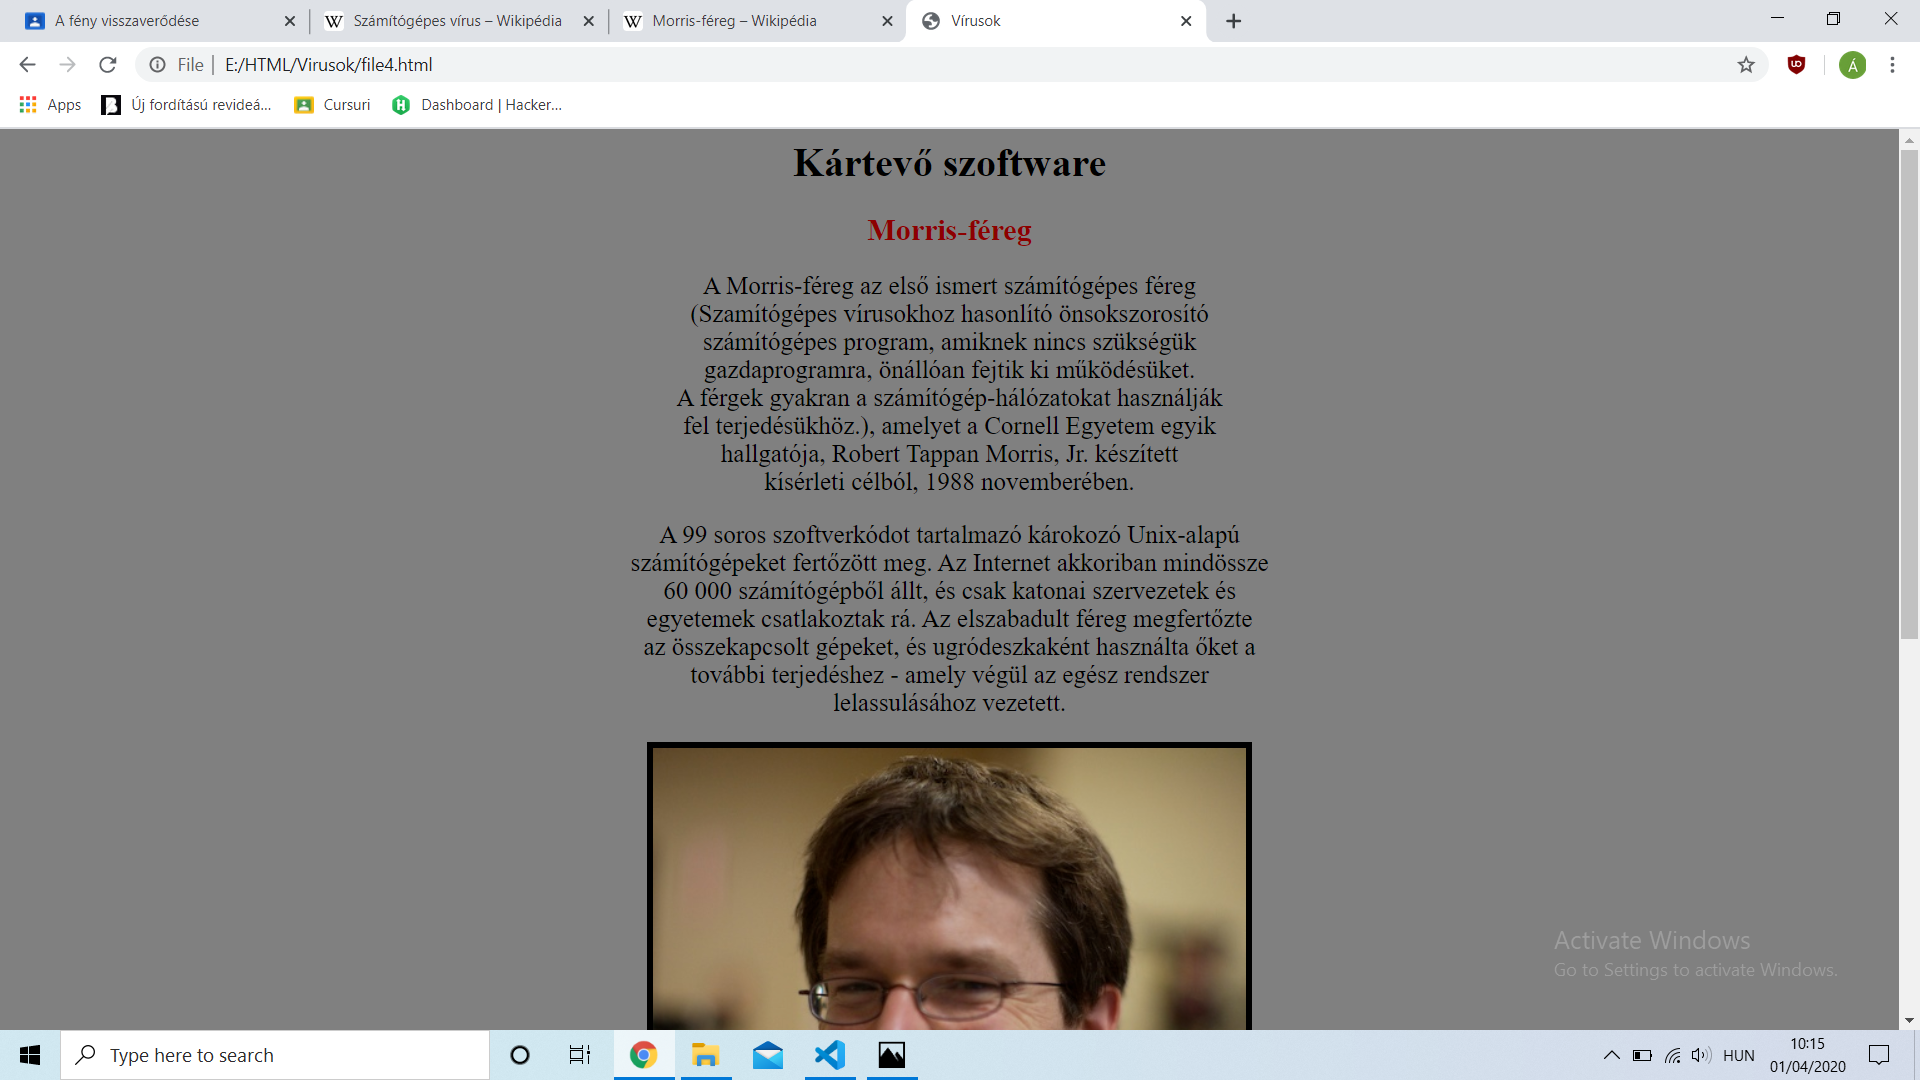 A fény visszaverődése
Számítógépes vírus – Wikipédia
Morris-féreg – Wikipédia
Vírusok
File
E:/HTML/Virusok/file4.html
Á
Apps
Új fordítású revideá...
Cursuri
Dashboard | Hacker...
Kártevő szoftware
Morris-féreg
A Morris-féreg az első ismert számítógépes féreg
(Szamítógépes vírusokhoz hasonlító önsokszorosító
számítógépes program, amiknek nincs szükségük
gazdaprogramra, önállóan fejtik ki működésüket.
A férgek gyakran a számítógép-hálózatokat használják
fel terjedésükhöz.), amelyet a Cornell Egyetem egyik
hallgatója, Robert Tappan Morris, Jr. készített
kísérleti célból, 1988 novemberében.
A 99 soros szoftverkódot tartalmazó károkozó Unix-alapú
számítógépeket fertőzött meg. Az Internet akkoriban mindössze
60 000 számítógépből állt, és csak katonai szervezetek és
egyetemek csatlakoztak rá. Az elszabadult féreg megfertőzte
az összekapcsolt gépeket, és ugródeszkaként használta őket a
további terjedéshez - amely végül az egész rendszer
lelassulásához vezetett.
Activate Windows
Go to Settings to activate Windows.
Type here to search
HUN
10:15
01/04/2020